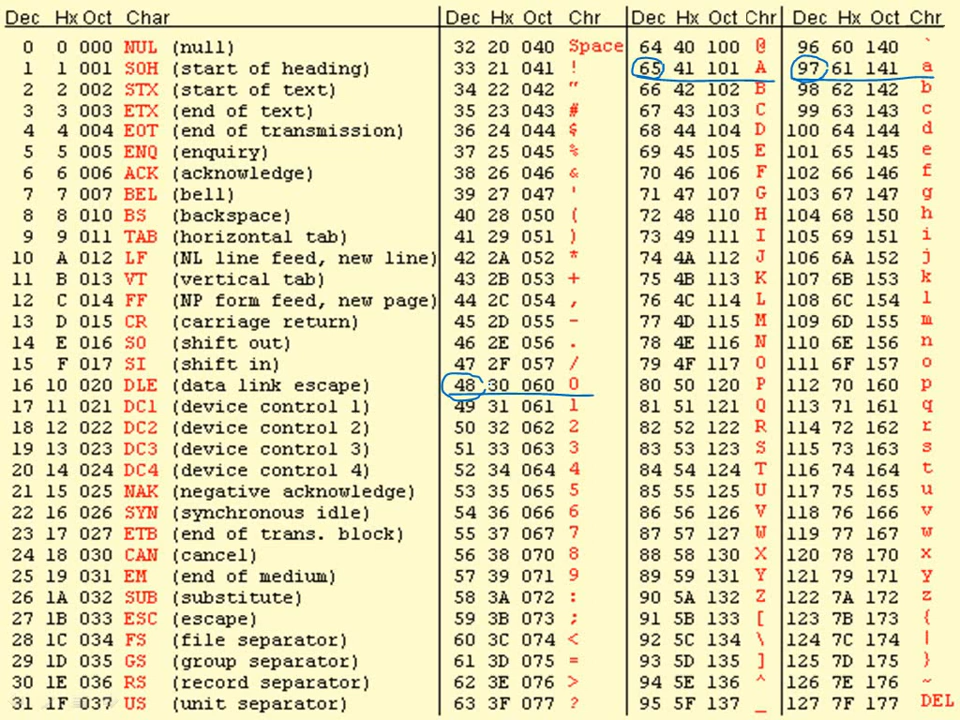 Dec Hx Oct Char Dec Hx Oct Chr Dec Hx Oct Chr Dec Hx Oct Chr
0 0 000 NUL (null) 32 20 040 Space 64 40 100 @ 96 60 140 `
1 1 001 SOH (start of heading) 33 21 041 ! 65 41 101 A 97 61 141 a
2 2 002 STX (start of text) 34 22 042 " 66 42 102 B 98 62 142 b
3 3 003 ETX (end of text) 35 23 043 # 67 43 103 C 99 63 143 c
4 4 004 EOT (end of transmission) 36 24 044 $ 68 44 104 D 100 64 144 d
5 5 005 ENQ (enquiry) 37 25 045 % 69 45 105 E 101 65 145 e
6 6 006 ACK (acknowledge) 38 26 046 & 70 46 106 F 102 66 146 f
7 7 007 BEL (bell) 39 27 047 ' 71 47 107 G 103 67 147 g
8 8 010 BS (backspace) 40 28 050 ( 72 48 110 H 104 68 150 h
9 9 011 TAB (horizontal tab) 41 29 051 ) 73 49 111 I 105 69 151 i
10 A 012 LF (NL line feed, new line) 42 2A 052 * 74 4A 112 J 106 6A 152 j
11 B 013 VT (vertical tab) 43 2B 053 + 75 4B 113 K 107 6B 153 k
12 C 014 FF (NP form feed, new page) 44 2C 054 , 76 4C 114 L 108 6C 154 l
13 D 015 CR (carriage return) 45 2D 055 - 77 4D 115 M 109 6D 155 m
14 E 016 SO (shift out) 46 2E 056 . 78 4E 116 N 110 6E 156 n
15 F 017 SI (shift in) 47 2F 057 / 79 4F 117 O 111 6F 157 o
16 10 020 DLE (data link escape) 48 30 060 0 80 50 120 P 112 70 160 p
17 11 021 DC1 (device control 1) 49 31 061 1 81 51 121 Q 113 71 161 q
18 12 022 DC2 (device control 2) 50 32 062 2 82 52 122 R 114 72 162 r
19 13 023 DC3 (device control 3) 51 33 063 3 83 53 123 S 115 73 163 s
20 14 024 DC4 (device control 4) 52 34 064 4 84 54 124 T 116 74 164 t
21 15 025 NAK (negative acknowledge) 53 35 065 5 85 55 125 U 117 75 165 u
22 16 026 SYN (synchronous idle) 54 36 066 6 86 56 126 V 118 76 166 v
23 17 027 ETB (end of trans. block) 55 37 067 7 87 57 127 W 119 77 167 w
24 18 030 CAN (cancel) 56 38 070 8 88 58 130 X 120 78 170 x
25 19 031 EM (end of medium) 57 39 071 9 89 59 131 Y 121 79 171 y
26 1A 032 SUB (substitute) 58 3A 072 : 90 5A 132 Z 122 7A 172 z
27 1B 033 ESC (escape) 59 3B 073 ; 91 5B 133 [ 123 7B 173 {
28 1C 034 FS (file separator) 60 3C 074 < 92 5C 134 \ 124 7C 174 |
29 1D 035 GS (group separator) 61 3D 075 = 93 5D 135 ] 125 7D 175 }
30 1E 036 RS (record separator) 62 3E 076 > 94 5E 136 ^ 126 7E 176 ~
31 1F 037 US (unit separator) 63 3F 077 ? 95 5F 137 _ 127 7F 177 DEL